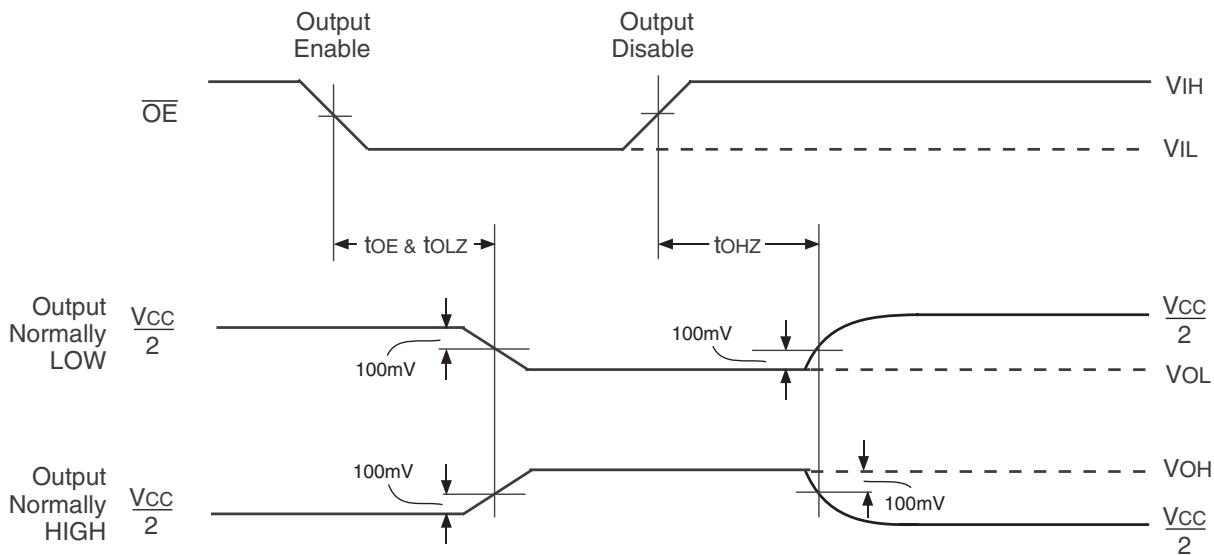 Output
Enable
Output
Disable
OE
VIH
VIL
tOE & tOLZ
tOHZ
Output
Normally
LOW
VCC
2
100mV
100mV
VCC
2
VOL
Output
Normally
HIGH
VCC
2
100mV
100mV
VOH
VCC
2